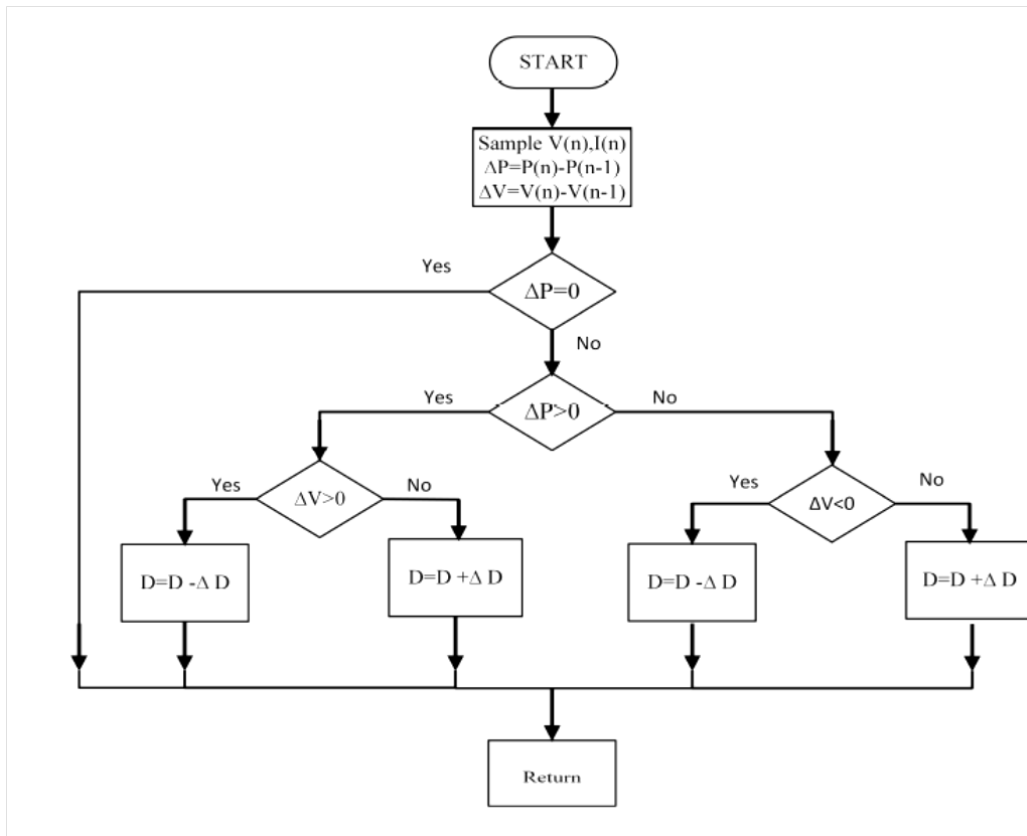 START
Sample V(n),I(n)
ΔP=P(n)-P(n-1)
ΔV=V(n)-V(n-1)
Yes
ΔP=0
No
Yes
ΔP>0
No
Yes
ΔV>0
No
Yes
ΔV<0
No
D=D -Δ D
D=D +Δ D
D=D -Δ D
D=D +Δ D
Return